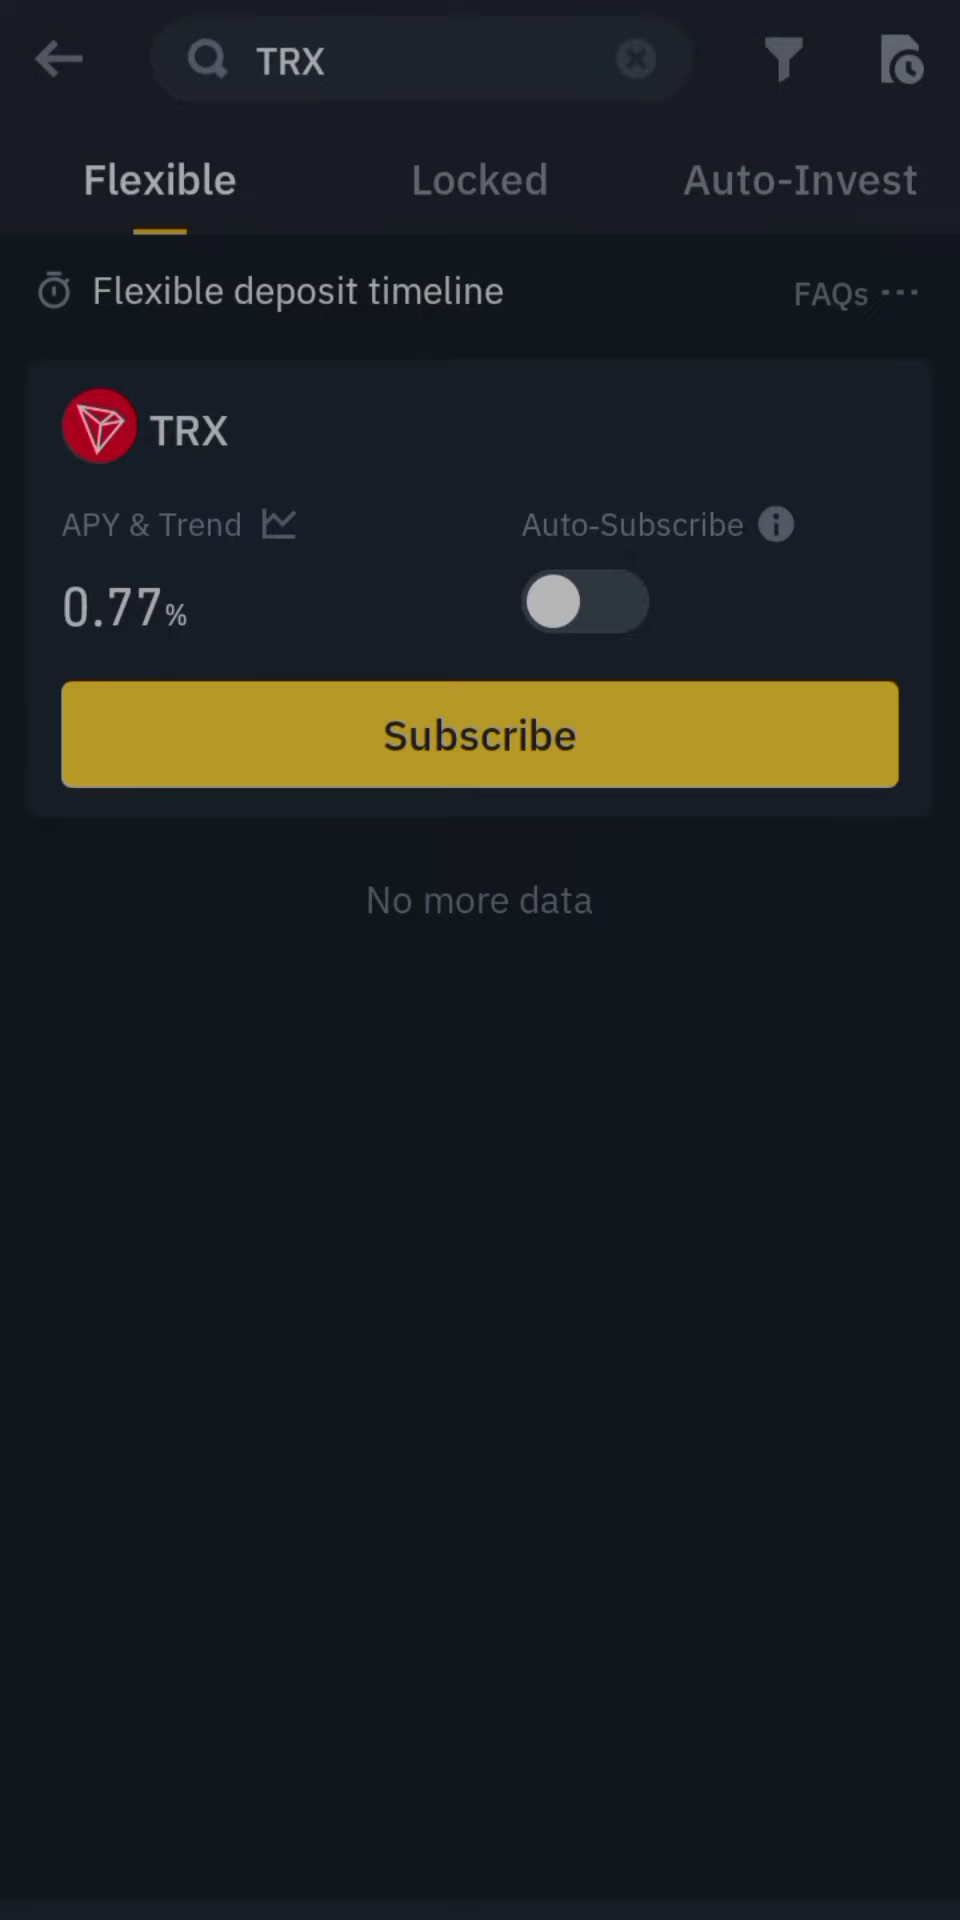 TRX
Flexible Locked Auto-Invest
Flexible deposit timeline FAQs
TRX
APY & Trend Auto-Subscribe
0.77%
Subscribe
No more data